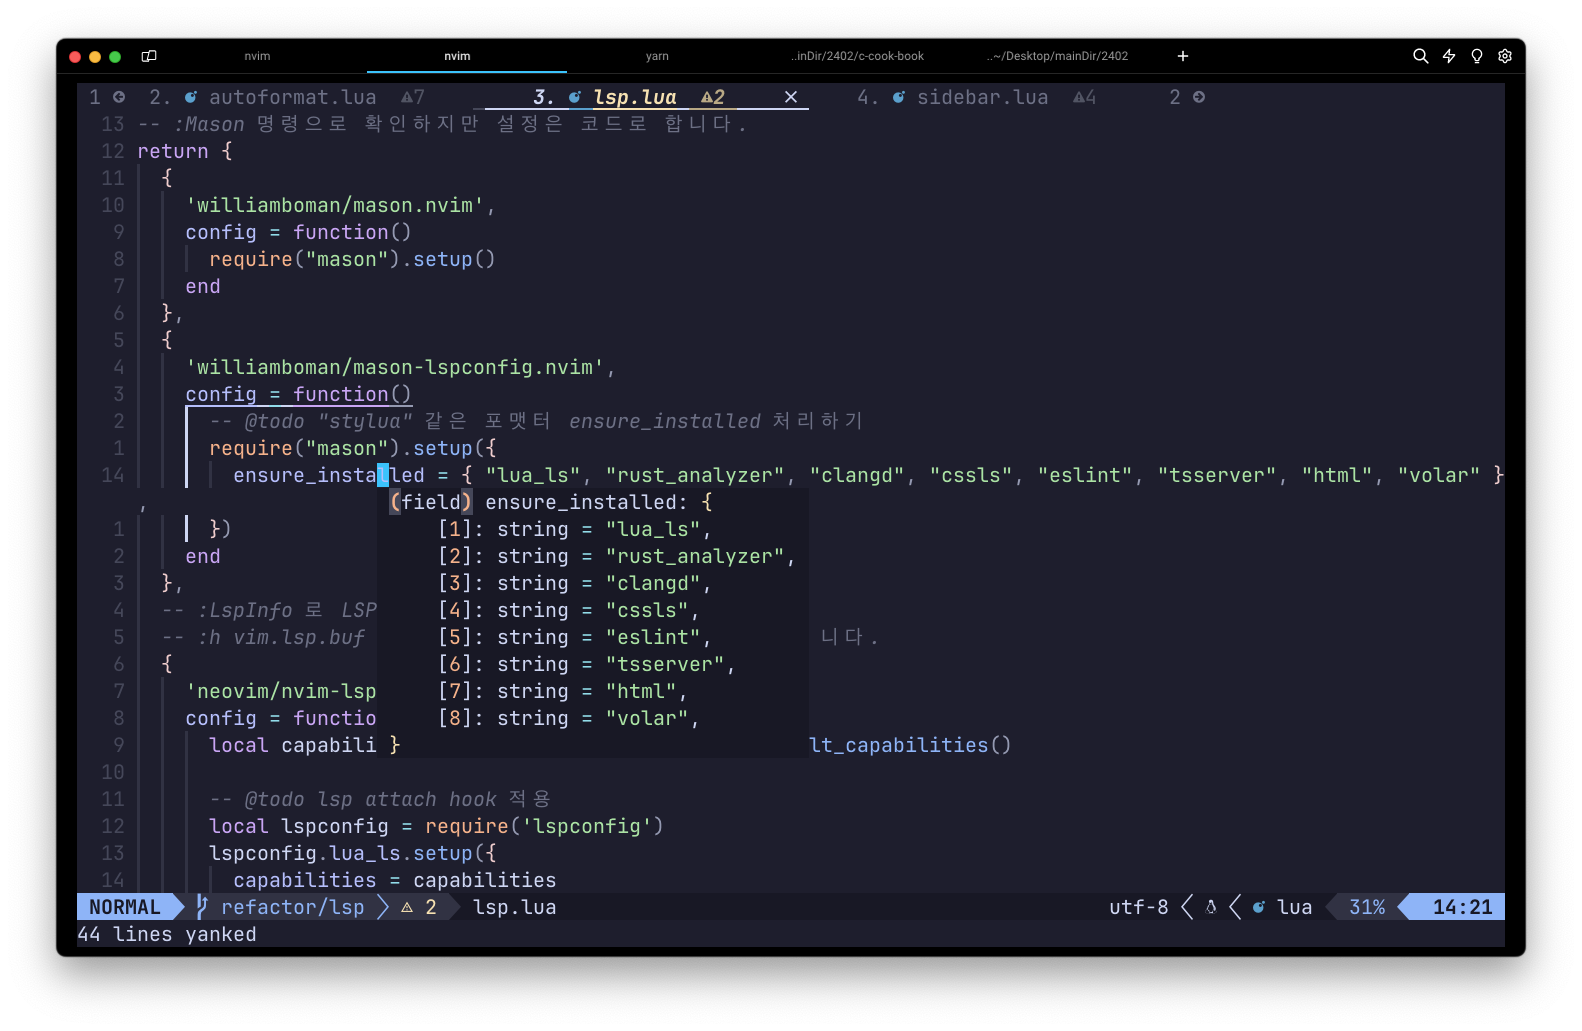 nvim nvim yarn ..inDir/2402/c-cook-book ..~/Desktop/mainDir/2402 +
1 2. autoformat.lua 7 3. lsp.lua 2 × 4. sidebar.lua 4 2
13 -- :Mason 명령으로 확인하지만 설정은 코드로 합니다.
12 return {
11 {
10 'williamboman/mason.nvim',
9 config = function()
8 require("mason").setup()
7 end
6 },
5 {
4 'williamboman/mason-lspconfig.nvim',
3 config = function()
2 -- @todo "stylua" 같은 포맷터 ensure_installed 처리하기
1 require("mason").setup({
14 ensure_installed = { "lua_ls", "rust_analyzer", "clangd", "cssls", "eslint", "tsserver", "html", "volar" }
, (field) ensure_installed: {
1 }) [1]: string = "lua_ls",
2 end [2]: string = "rust_analyzer",
3 }, [3]: string = "clangd",
4 -- :LspInfo 로 LSP [4]: string = "cssls",
5 -- :h vim.lsp.buf [5]: string = "eslint", 니다.
6 { [6]: string = "tsserver",
7 'neovim/nvim-lsp [7]: string = "html",
8 config = functio [8]: string = "volar",
9 local capabili } lt_capabilities()
10
11 -- @todo lsp attach hook 적용
12 local lspconfig = require('lspconfig')
13 lspconfig.lua_ls.setup({
14 capabilities = capabilities
NORMAL refactor/lsp 2 lsp.lua utf-8 lua 31% 14:21
44 lines yanked